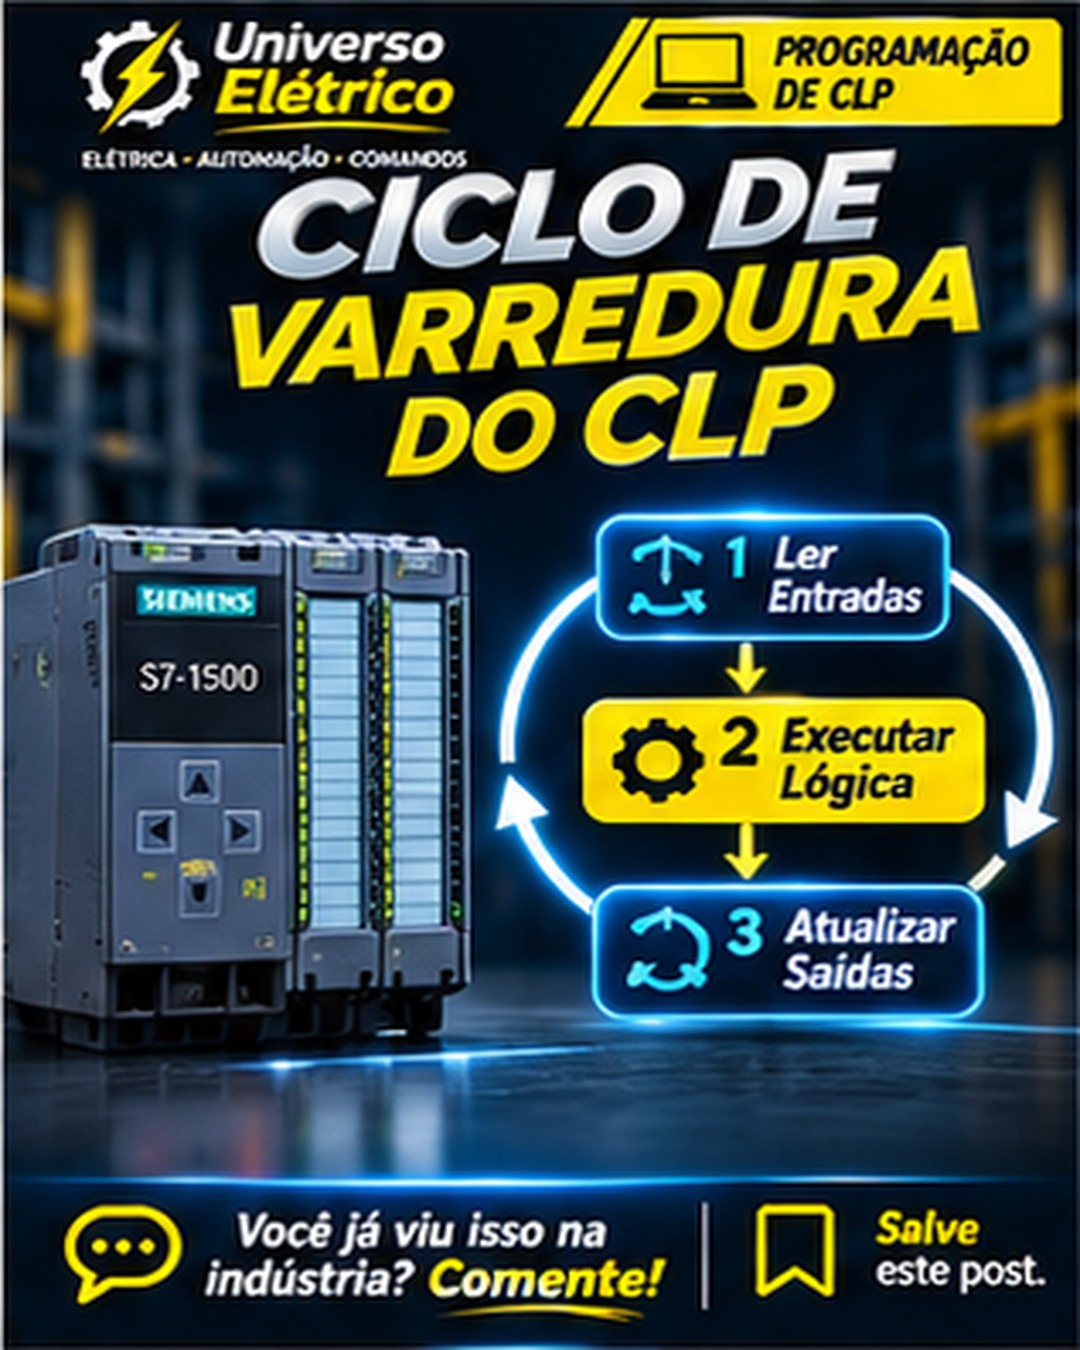 Universo
Elétrico
ELÉTRICA • AUTOMAÇÃO • COMANDOS
PROGRAMAÇÃO
DE CLP
CICLO DE
VARREDURA
DO CLP
SIEMENS
S7-1500
1 Ler
Entradas
2 Executar
Lógica
3 Atualizar
Saídas
Você já viu isso na
indústria? Comente!
Salve
este post.